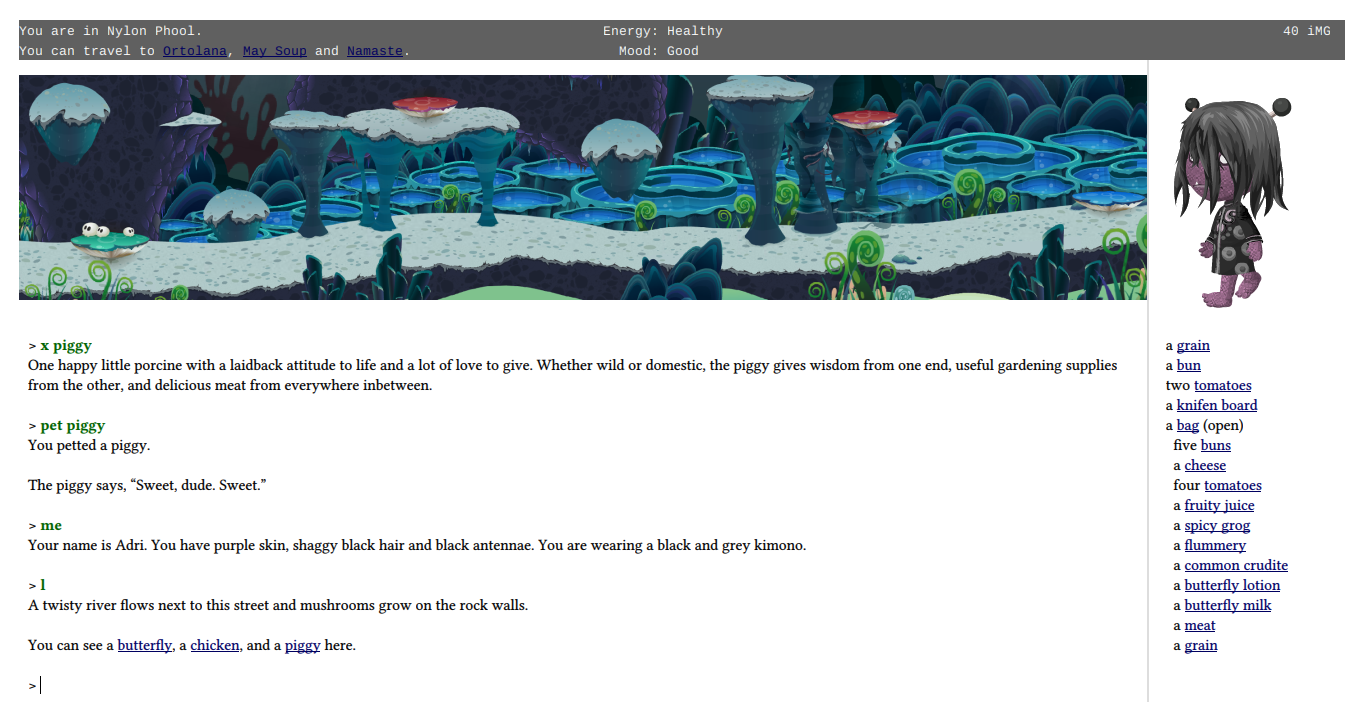 You are in Nylon Phool.
You can travel to Ortolana, May Soup and Namaste.
Energy: Healthy
Mood: Good
40 iMG
> x piggy
One happy little porcine with a laidback attitude to life and a lot of love to give. Whether wild or domestic, the piggy gives wisdom from one end, useful gardening supplies
from the other, and delicious meat from everywhere inbetween.
> pet piggy
You petted a piggy.
The piggy says, “Sweet, dude. Sweet.”
> me
Your name is Adri. You have purple skin, shaggy black hair and black antennae. You are wearing a black and grey kimono.
> l
A twisty river flows next to this street and mushrooms grow on the rock walls.
You can see a butterfly, a chicken, and a piggy here.
>
a grain
a bun
two tomatoes
a knifen board
a bag (open)
five buns
a cheese
four tomatoes
a fruity juice
a spicy grog
a flummery
a common crudite
a butterfly lotion
a butterfly milk
a meat
a grain